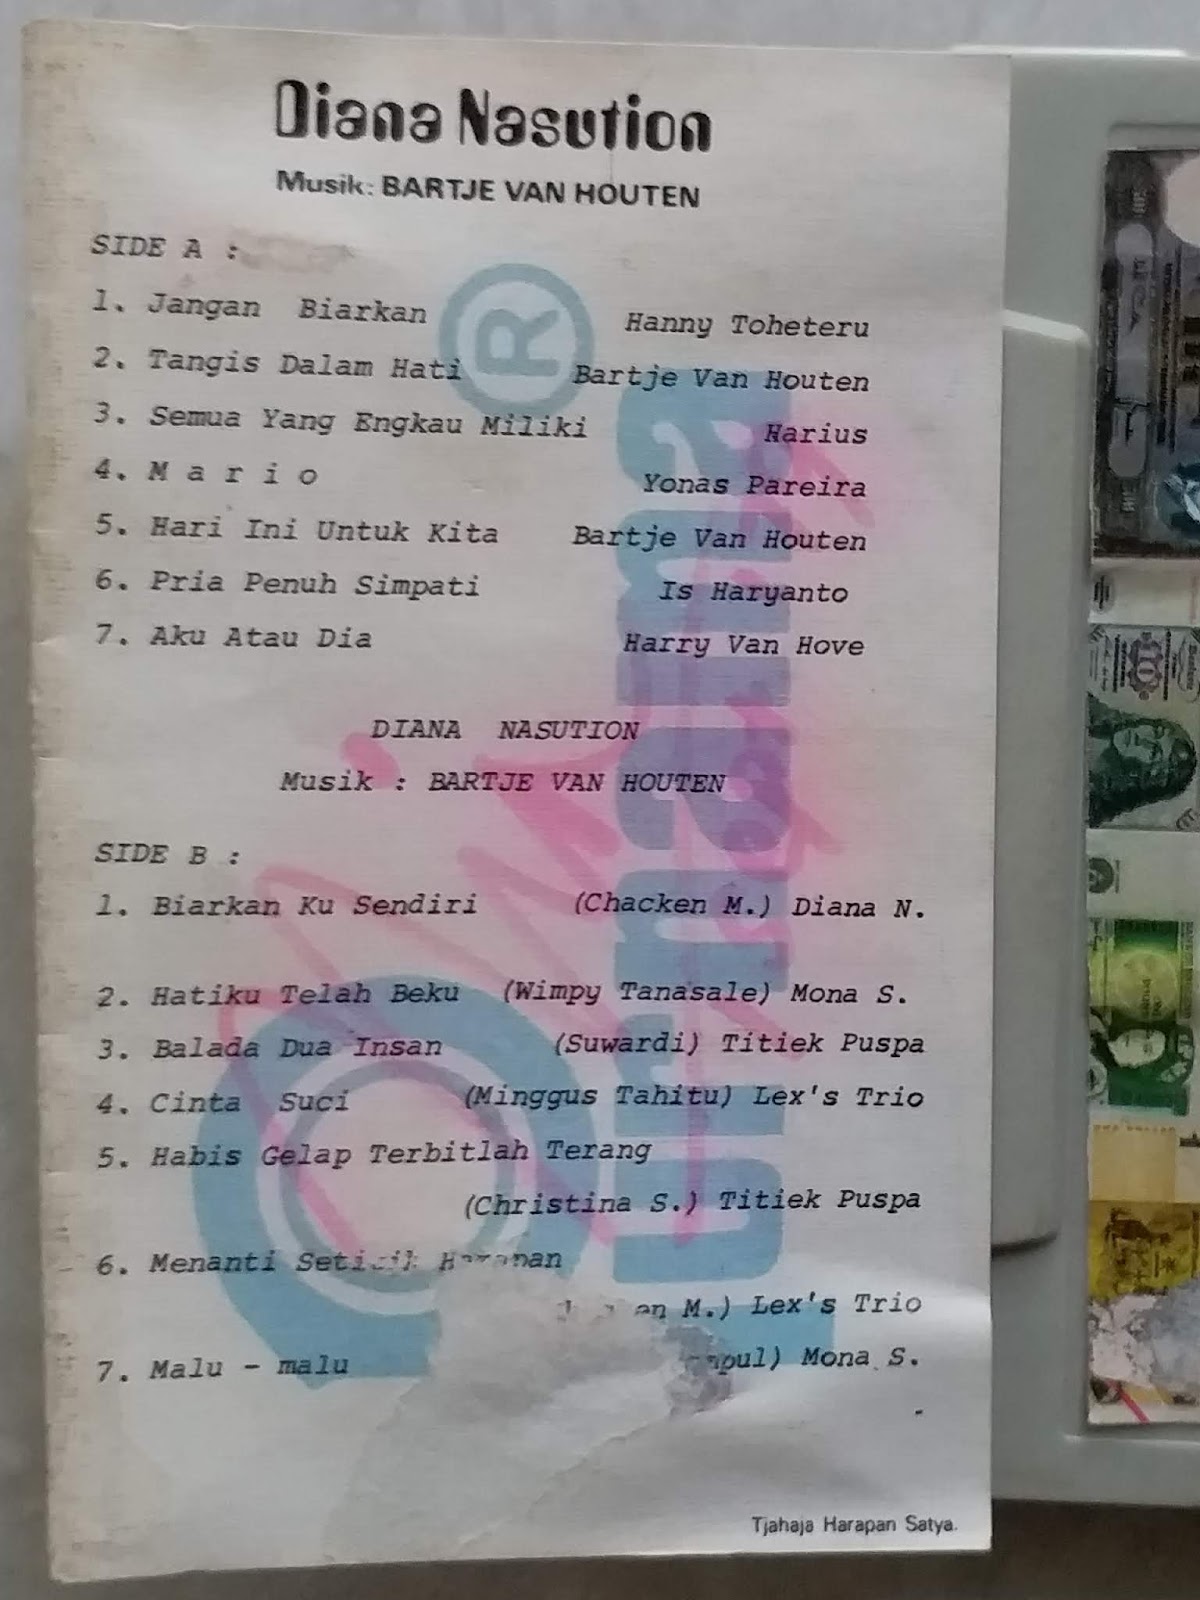 Diana Nasution
Musik: BARTJE VAN HOUTEN
SIDE A :
1. Jangan Biarkan Hanny Toheteru
2. Tangis Dalam Hati Bartje Van Houten
3. Semua Yang Engkau Miliki Harius
4. M a r i o Yonas Pareira
5. Hari Ini Untuk Kita Bartje Van Houten
6. Pria Penuh Simpati Is Haryanto
7. Aku Atau Dia Harry Van Hove
DIANA NASUTION
Musik : BARTJE VAN HOUTEN
SIDE B :
1. Biarkan Ku Sendiri (Chacken M.) Diana N.
2. Hatiku Telah Beku (Wimpy Tanasale) Mona S.
3. Balada Dua Insan (Suwardi) Titiek Puspa
4. Cinta Suci (Minggus Tahitu) Lex's Trio
5. Habis Gelap Terbitlah Terang
(Christina S.) Titiek Puspa
6. Menanti
M.) Lex's Trio
7. Malu - malu Mona S.
Tjahaja Harapan Satya.
®
Purnama